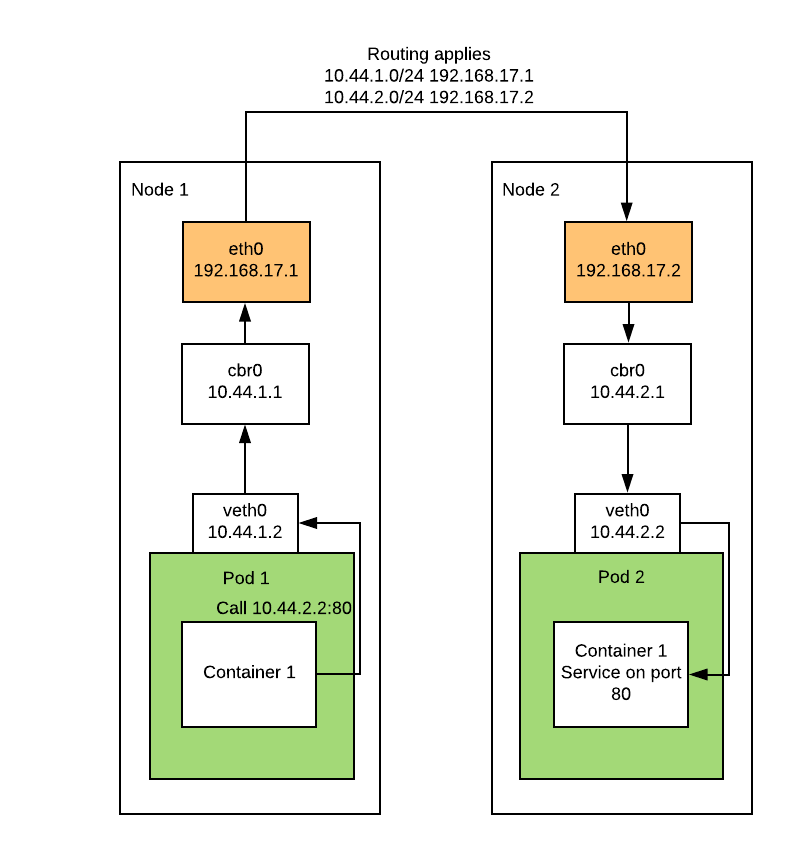 Routing applies
10.44.1.0/24 192.168.17.1
10.44.2.0/24 192.168.17.2
Node 1
eth0
192.168.17.1
cbr0
10.44.1.1
veth0
10.44.1.2
Pod 1
Call 10.44.2.2:80
Container 1
Node 2
eth0
192.168.17.2
cbr0
10.44.2.1
veth0
10.44.2.2
Pod 2
Container 1
Service on port
80